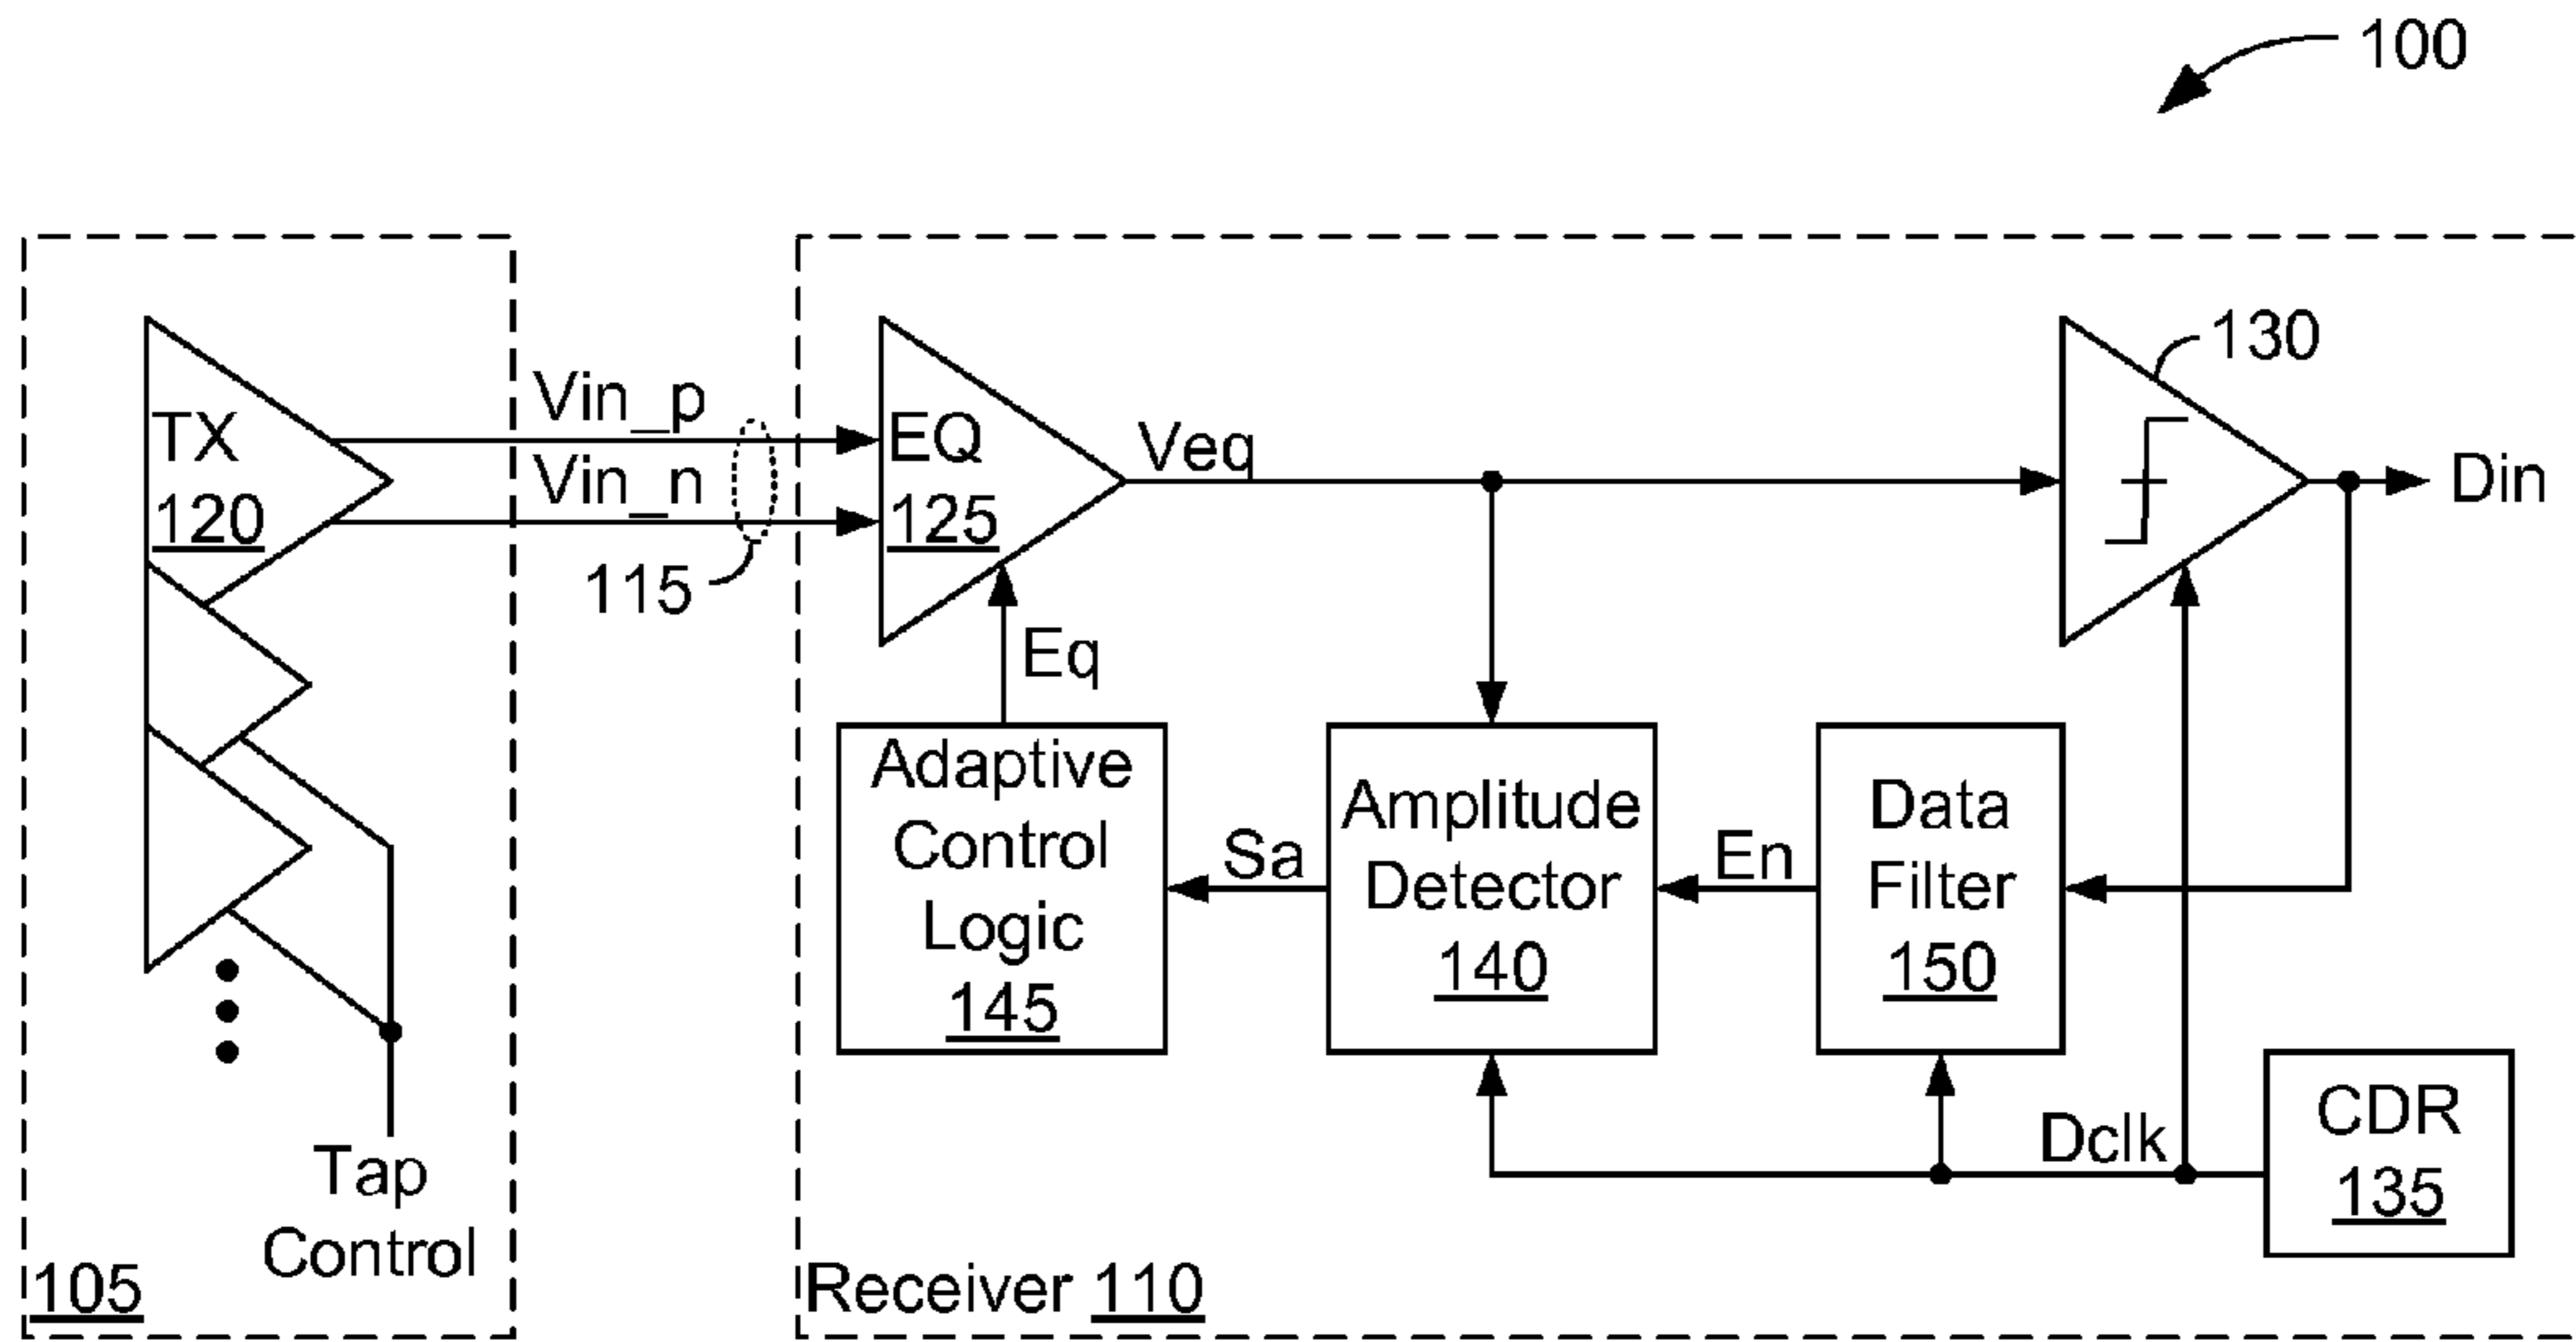 100
130
Vin_p
TX
120
Vin_n
115
EQ
125
Veq
Din
Eq
Adaptive
Control
Logic
145
Sa
Amplitude
Detector
140
En
Data
Filter
150
Dclk
CDR
135
Tap
Control
105
Receiver 110